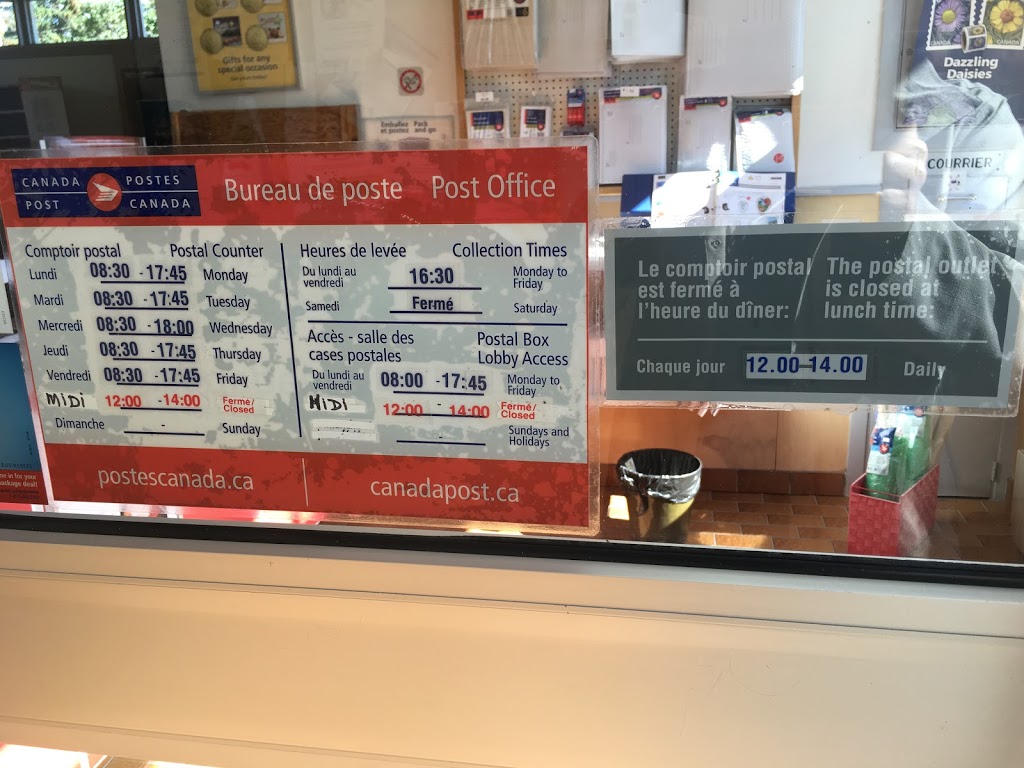 Gifts for any
special occasion
Emballez et postez Pack and go
Dazzling
Daisies
CANADA
CANADA
COURRIER
CANADA POSTES
POST CANADA
Bureau de poste Post Office
Comptoir postal Postal Counter
Lundi 08:30 - 17:45 Monday
Mardi 08:30 - 17:45 Tuesday
Mercredi 08:30 - 18:00 Wednesday
Jeudi 08:30 - 17:45 Thursday
Vendredi 08:30 - 17:45 Friday
MIDI 12:00 - 14:00 Fermé/
Closed
Dimanche - Sunday
Heures de levée Collection Times
Du lundi au
vendredi 16:30 Monday to
Friday
Samedi Fermé Saturday
Accès - salle des
cases postales
Postal Box
Lobby Access
Du lundi au
vendredi 08:00 - 17:45 Monday to
Friday
MIDI 12:00 - 14:00 Fermé/
Closed
- Sundays and
Holidays
postescanada.ca
canadapost.ca
Le comptoir postal
est fermé à
l'heure du dîner:
The postal outlet
is closed at
lunch time:
Chaque jour 12.00-14.00 Daily